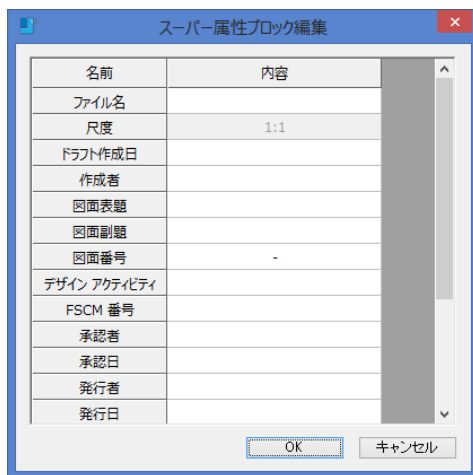 スーパー属性ブロック編集
名前 内容
ファイル名
尺度 1:1
ドラフト作成日
作成者
図面表題
図面副題
図面番号 -
デザイン アクティビティ
FSCM 番号
承認者
承認日
発行者
発行日
OK キャンセル